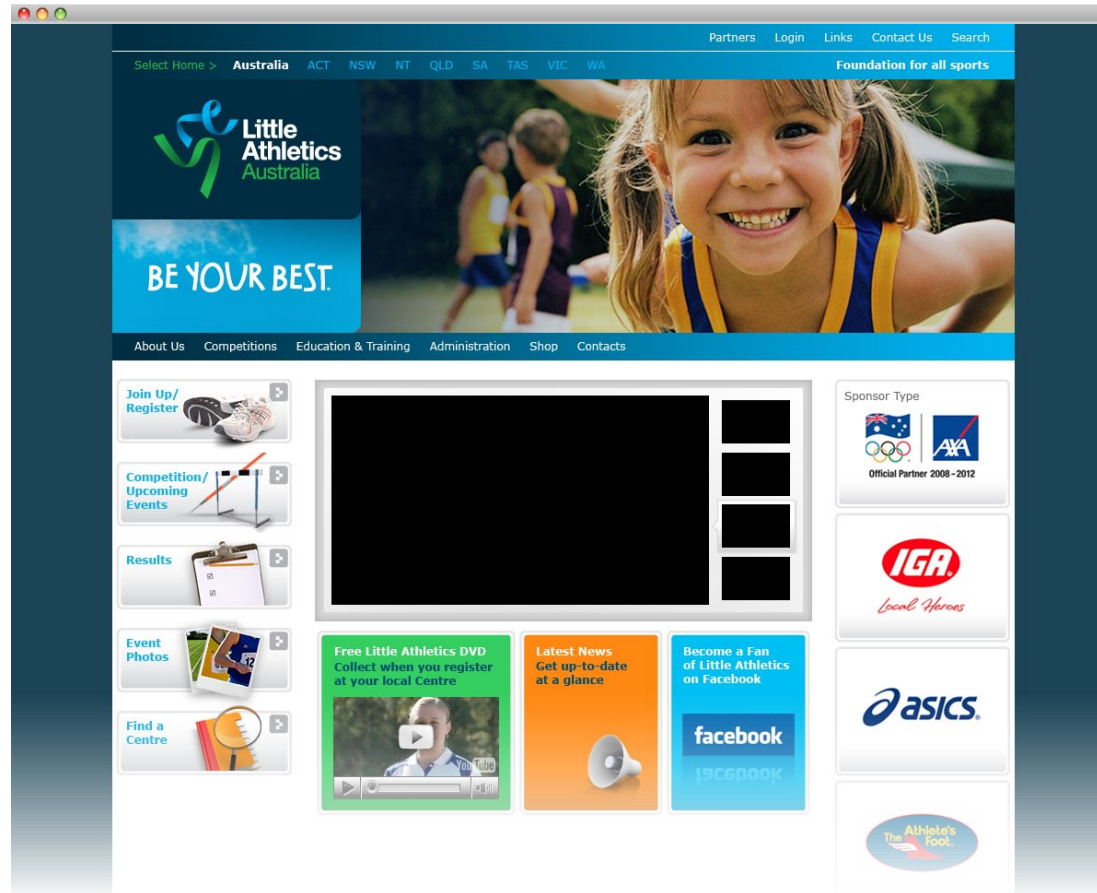 Partners Login Links Contact Us Search
Select Home > Australia ACT NSW NT QLD SA TAS VIC WA
Foundation for all sports
Little
Athletics
Australia
BE YOUR BEST.
About Us Competitions Education & Training Administration Shop Contacts
Join Up/
Register
Competition/
Upcoming
Events
Results
Event
Photos
12
Find a
Centre
Free Little Athletics DVD
Collect when you register
at your local Centre
YouTube
Latest News
Get up-to-date
at a glance
Become a Fan
of Little Athletics
on Facebook
facebook
Sponsor Type
AXA
Official Partner 2008–2012
IGA
Local Heroes
asics
The Athlete's
Foot